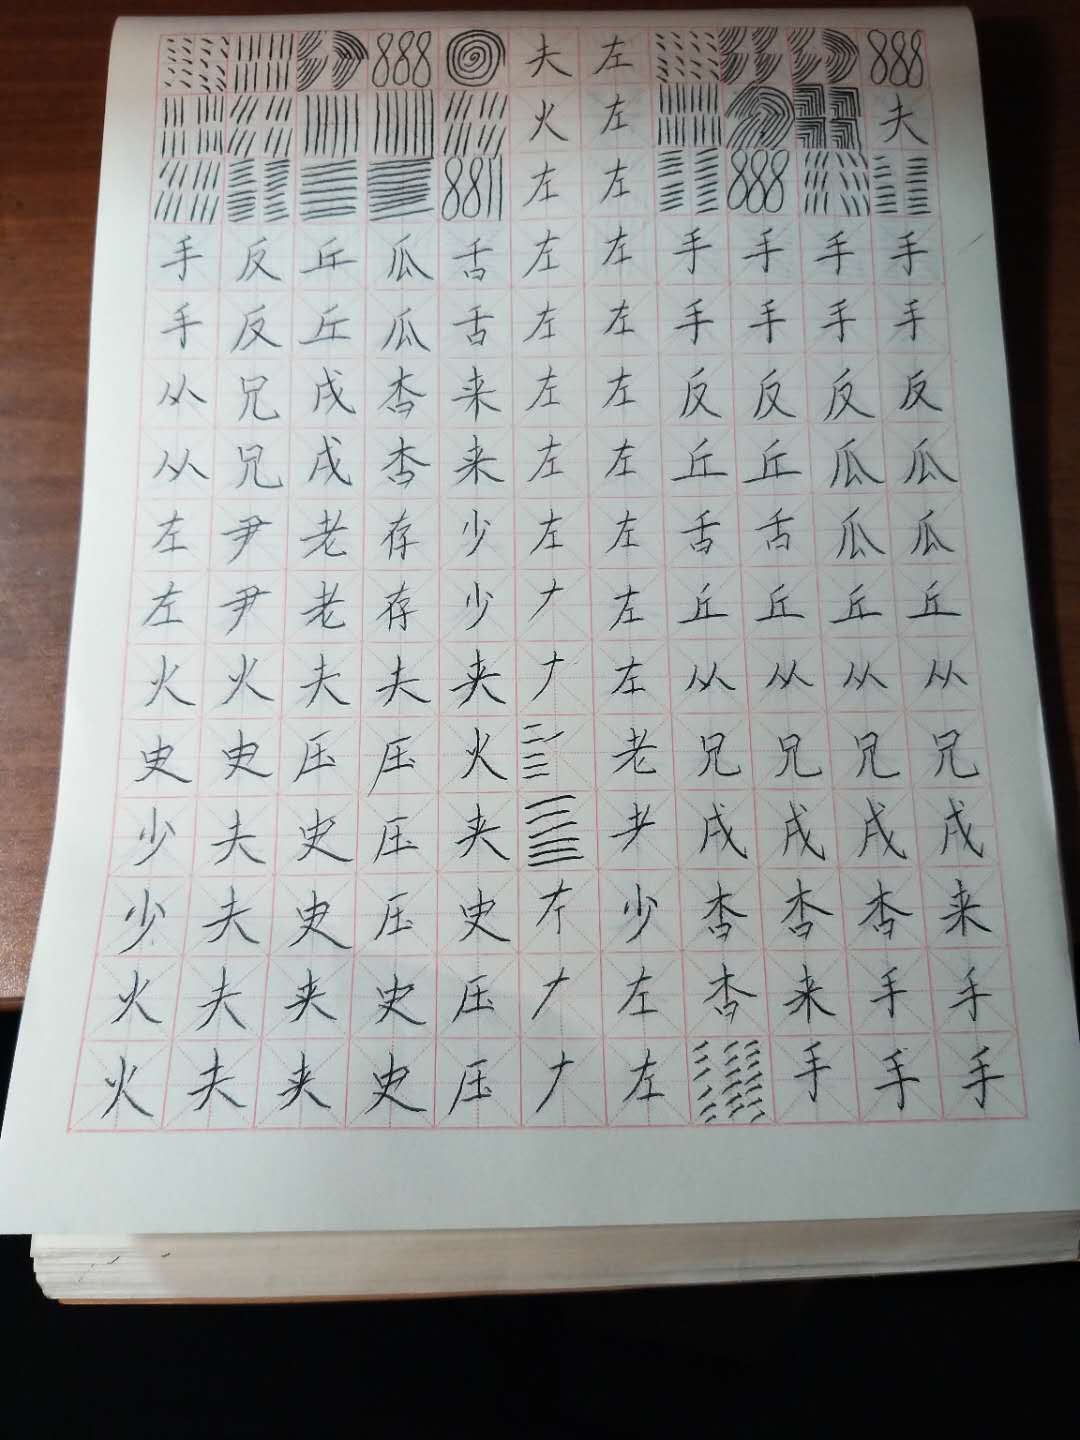 888 夫 左 888
火 左 夫
88 左 左 888
手 反 丘 瓜 舌 左 左 手 手 手 手
手 反 丘 瓜 舌 左 左 手 手 手 手
从 兄 戌 杏 来 左 左 反 反 反 反
从 兄 戌 杏 来 左 左 丘 丘 瓜 瓜
左 尹 老 存 少 左 左 舌 舌 瓜 瓜
左 尹 老 存 少 𠂇 左 丘 丘 丘 丘
火 火 夫 夫 夹 𠂇 左 从 从 从 从
史 史 压 压 火 老 兄 兄 兄 兄
少 夫 史 压 夹 耂 戌 戌 戌 戌
少 夫 史 压 史 左 少 杏 杏 杏 来
火 夫 夹 史 压 𠂇 左 杏 来 手 手
火 夫 夹 史 压 𠂇 左 手 手 手